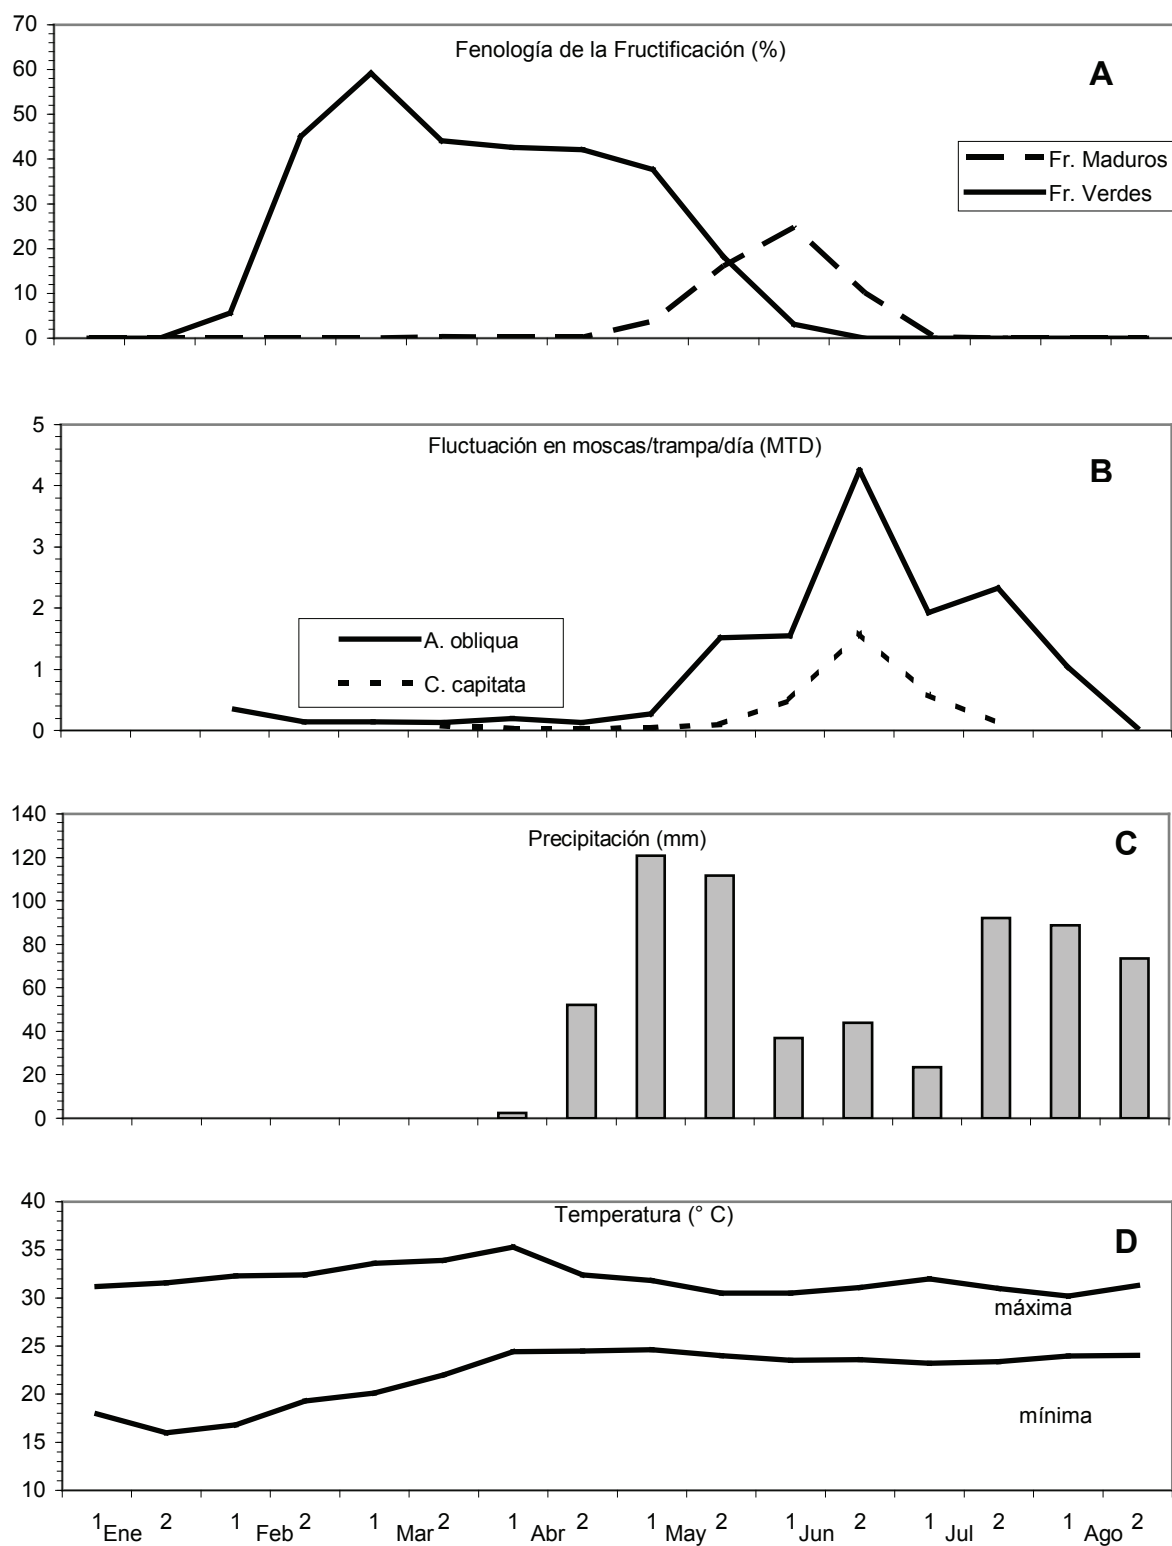 70
Fenología de la Fructificación (%)
60
A
50
40
Fr. Maduros
Fr. Verdes
30
20
10
0
5
Fluctuación en moscas/trampa/día (MTD)
B
4
3
2
A. obliqua
1
C. capitata
0
140
Precipitación (mm)
C
120
100
80
60
40
20
0
40
Temperatura (° C)
D
35
30
máxima
25
20
mínima
15
10
1 Ene 2 1 Feb 2 1 Mar 2 1 Abr 2 1 May 2 1 Jun 2 1 Jul 2 1 Ago 2